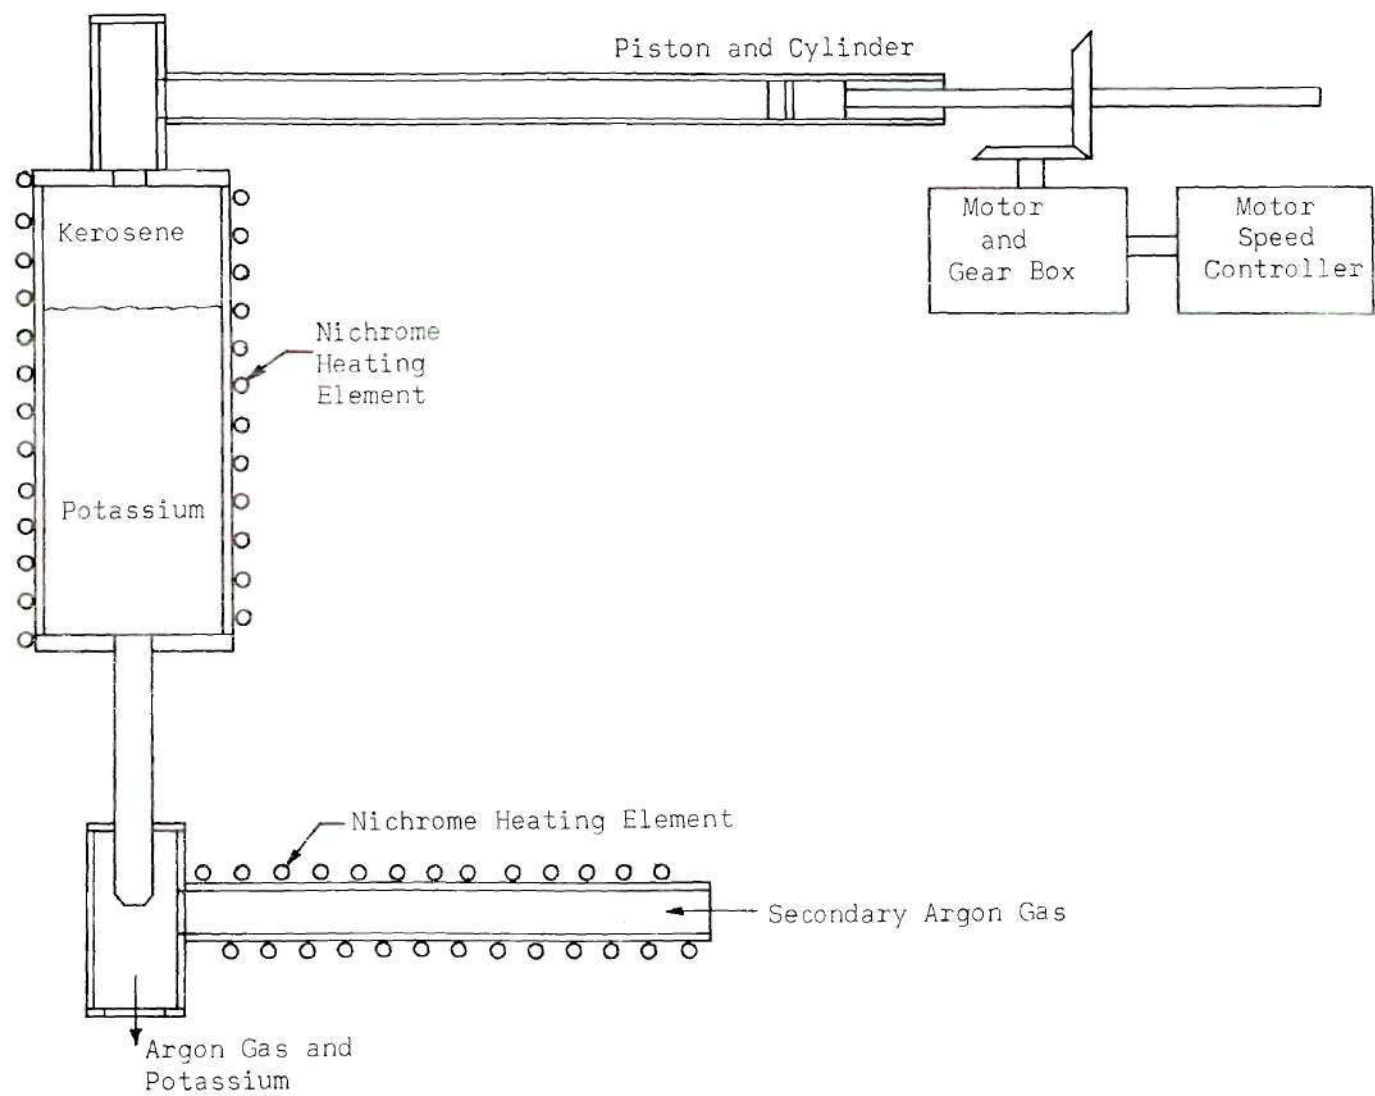 Piston and Cylinder
Motor
and
Gear Box
Motor
Speed
Controller
Kerosene
Nichrome
Heating
Element
Potassium
Nichrome Heating Element
Secondary Argon Gas
Argon Gas and
Potassium